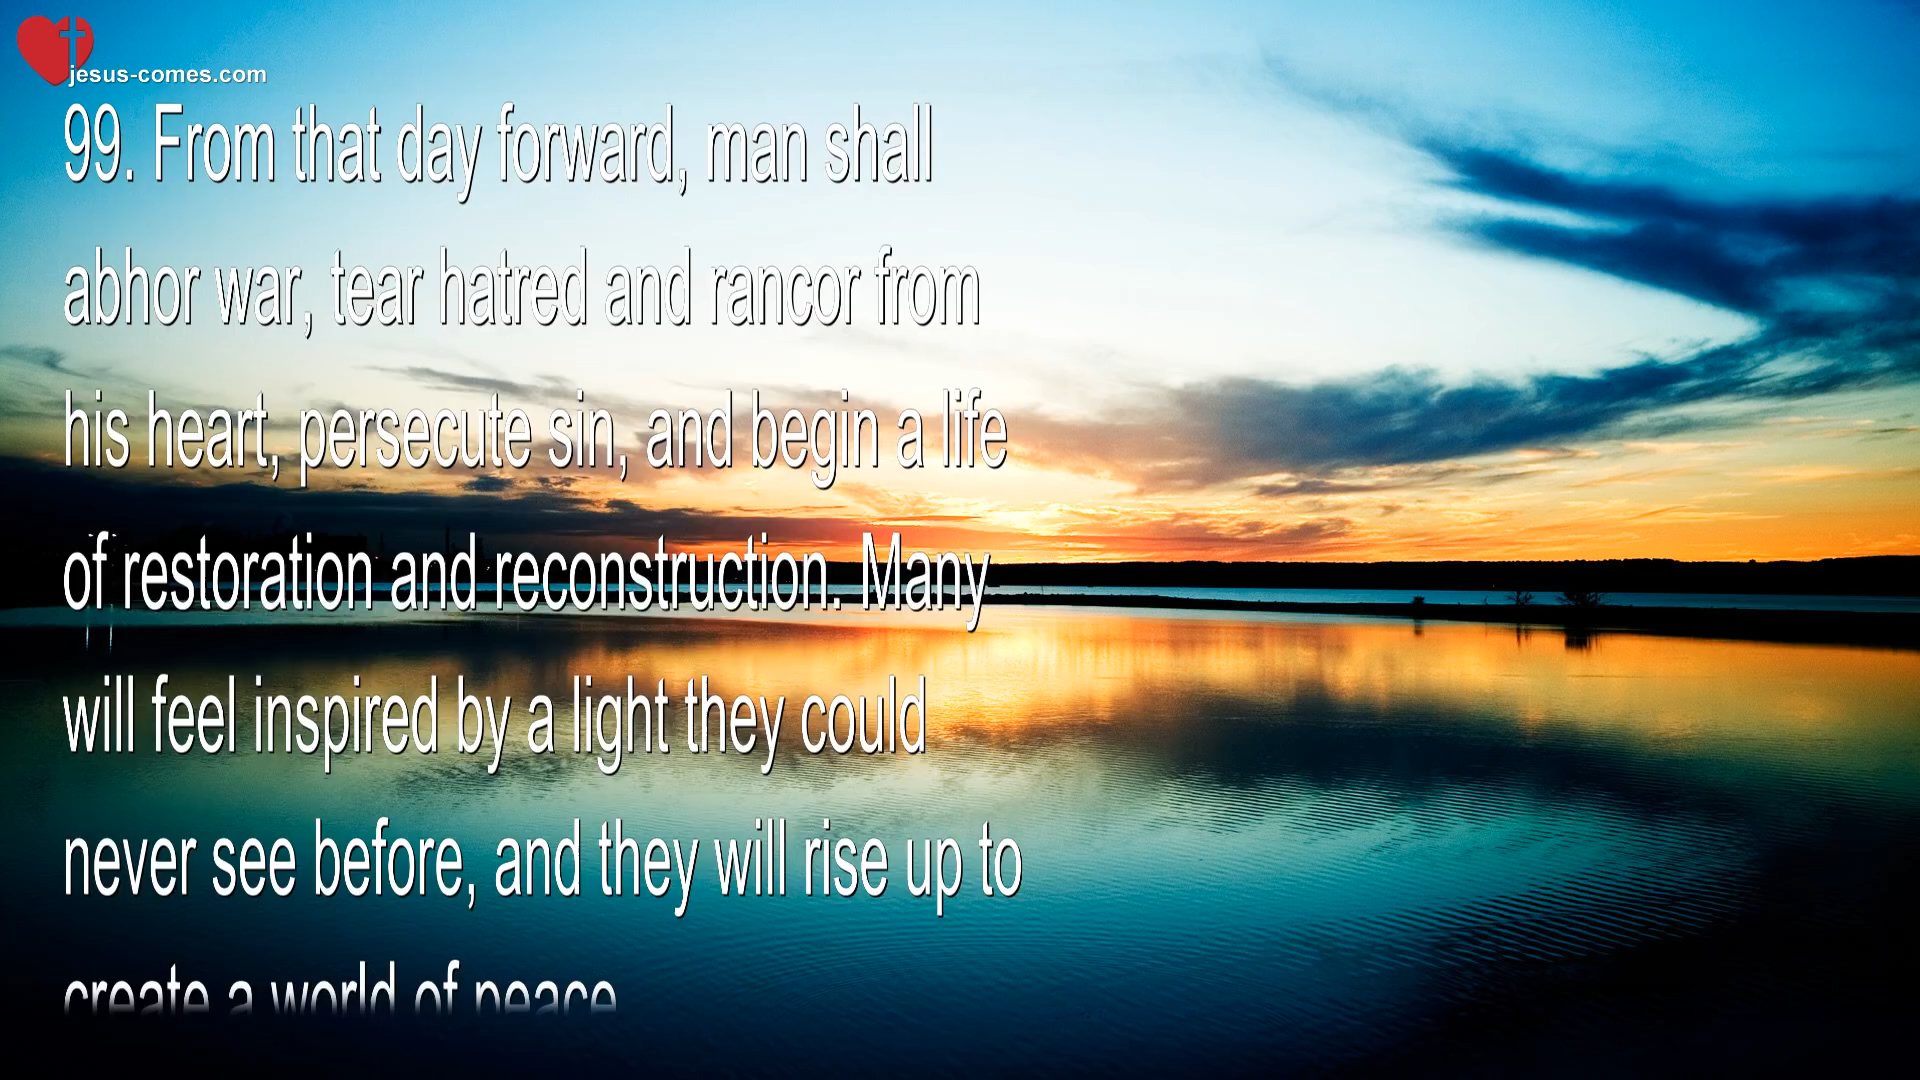 jesus-comes.com
99. From that day forward, man shall
abhor war, tear hatred and rancor from
his heart, persecute sin, and begin a life
of restoration and reconstruction. Many
will feel inspired by a light they could
never see before, and they will rise up to
create a world of peace